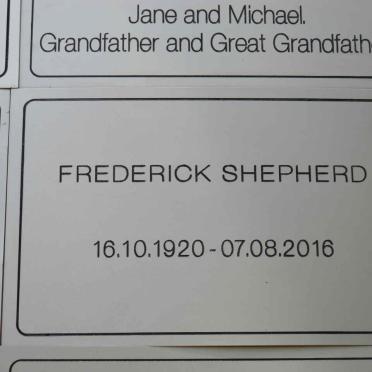 Jane and Michael.
Grandfather and Great Grandfath
FREDERICK SHEPHERD
16.10.1920 - 07.08.2016